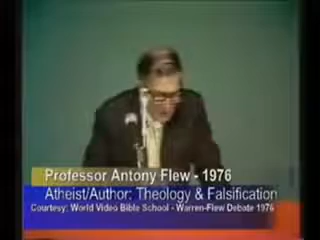 Professor Antony Flew - 1976
Atheist/Author: Theology & Falsification
Courtesy: World Video Bible School - Warren-Flew Debate 1976